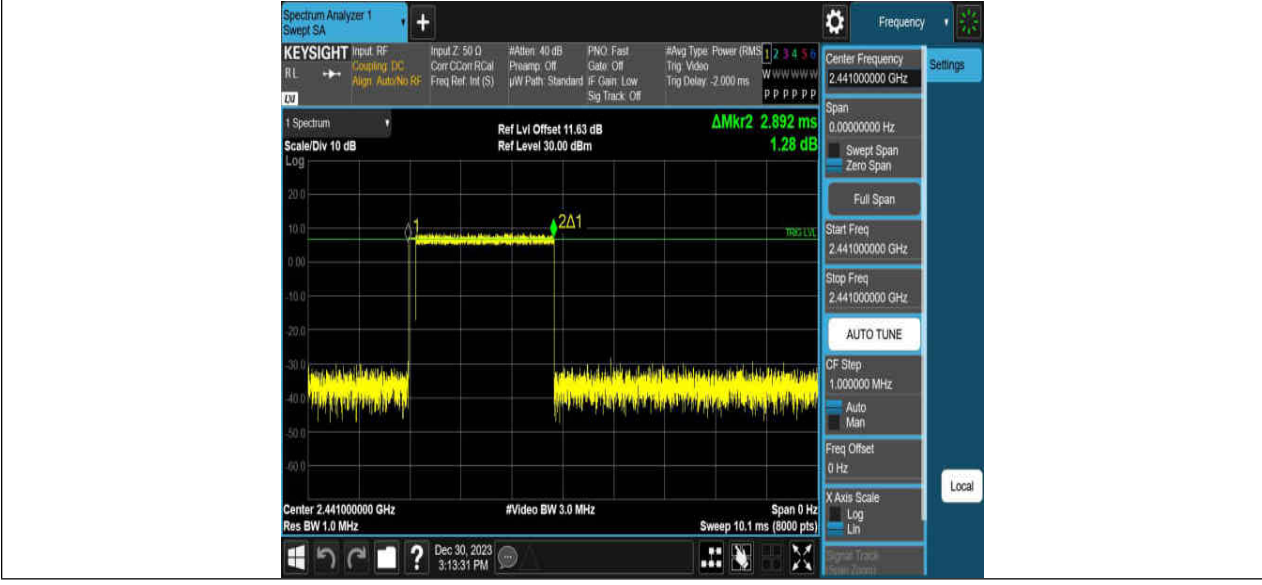 Spectrum Analyzer 1
Swept SA
+
Frequency
KEYSIGHT
RL
Input: RF
Coupling: DC
Align: Auto/No RF
Input Z: 50 Ω
Corr CCorr RCal
Freq Ref: Int (S)
#Atten: 40 dB
Preamp: Off
µW Path: Standard
PNO: Fast
Gate: Off
IF Gain: Low
Sig Track: Off
#Avg Type: Power (RMS
Trig: Video
Trig Delay: -2.000 ms
1 2 3 4 5 6
W W W W W W
P P P P P P
1 Spectrum
Scale/Div 10 dB
Log
Ref Lvl Offset 11.63 dB
Ref Level 30.00 dBm
ΔMkr2 2.892 ms
1.28 dB
20.0
10.0
0.00
-10.0
-20.0
-30.0
-40.0
-50.0
-60.0
1
2Δ1
TRIG LVL
Center 2.441000000 GHz
Res BW 1.0 MHz
#Video BW 3.0 MHz
Span 0 Hz
Sweep 10.1 ms (8000 pts)
Dec 30, 2023
3:13:31 PM
?
Center Frequency
2.441000000 GHz
Settings
Span
0.00000000 Hz
Swept Span
Zero Span
Full Span
Start Freq
2.441000000 GHz
Stop Freq
2.441000000 GHz
AUTO TUNE
CF Step
1.000000 MHz
Auto
Man
Freq Offset
0 Hz
X Axis Scale
Log
Lin
Signal Track
(Span Zoom)
Local